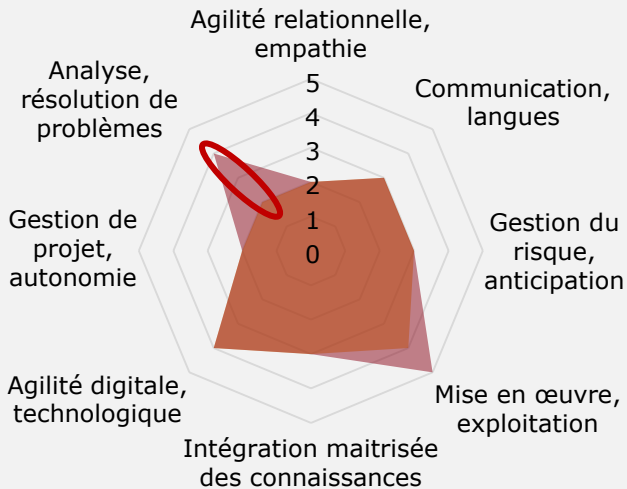 Agilité relationnelle,
empathie
Analyse,
résolution de
problèmes
Communication,
langues
5
4
3
2
1
0
Gestion de
projet,
autonomie
Gestion du
risque,
anticipation
Agilité digitale,
technologique
Mise en œuvre,
exploitation
Intégration maitrisée
des connaissances